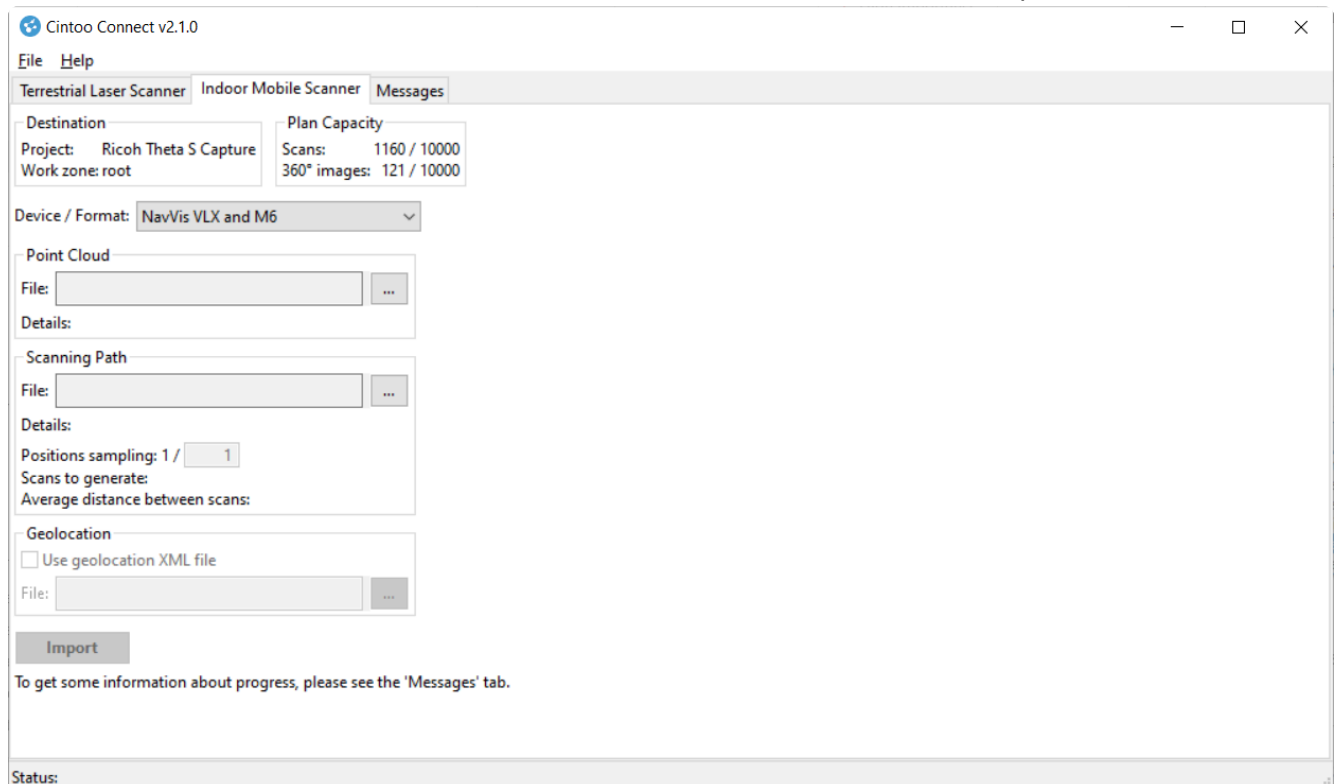 Cintoo Connect v2.1.0
File Help
Terrestrial Laser Scanner Indoor Mobile Scanner Messages
Destination Plan Capacity
Project: Ricoh Theta S Capture Scans: 1160 / 10000
Work zone: root 360° images: 121 / 10000
Device / Format: NavVis VLX and M6
Point Cloud
File: ...
Details:
Scanning Path
File: ...
Details:
Positions sampling: 1 / 1
Scans to generate:
Average distance between scans:
Geolocation
Use geolocation XML file
File: ...
Import
To get some information about progress, please see the 'Messages' tab.
Status: